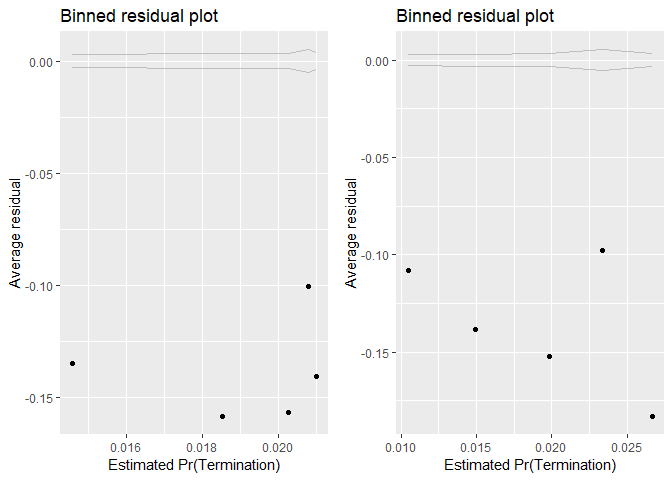 Binned residual plot
Average residual
0.00
-0.05
-0.10
-0.15
0.016
0.018
0.020
Estimated Pr(Termination)
Binned residual plot
Average residual
0.00
-0.05
-0.10
-0.15
0.010
0.015
0.020
0.025
Estimated Pr(Termination)